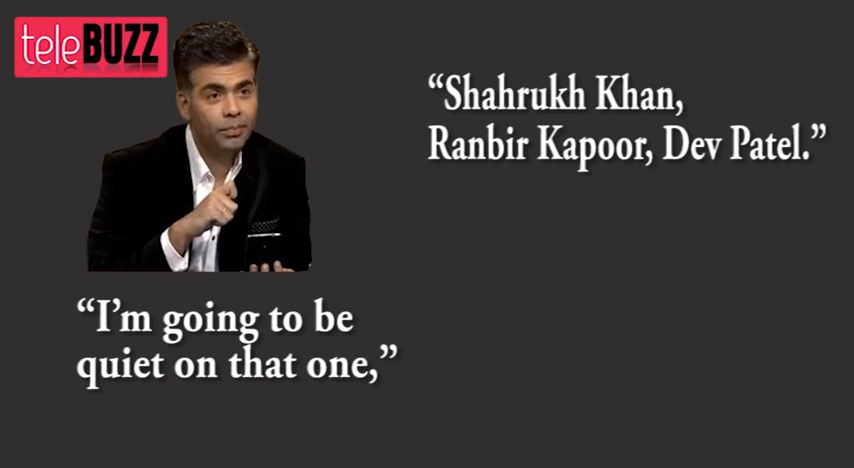 teleBUZZ
“Shahrukh Khan,
Ranbir Kapoor, Dev Patel.”
“I’m going to be
quiet on that one,”